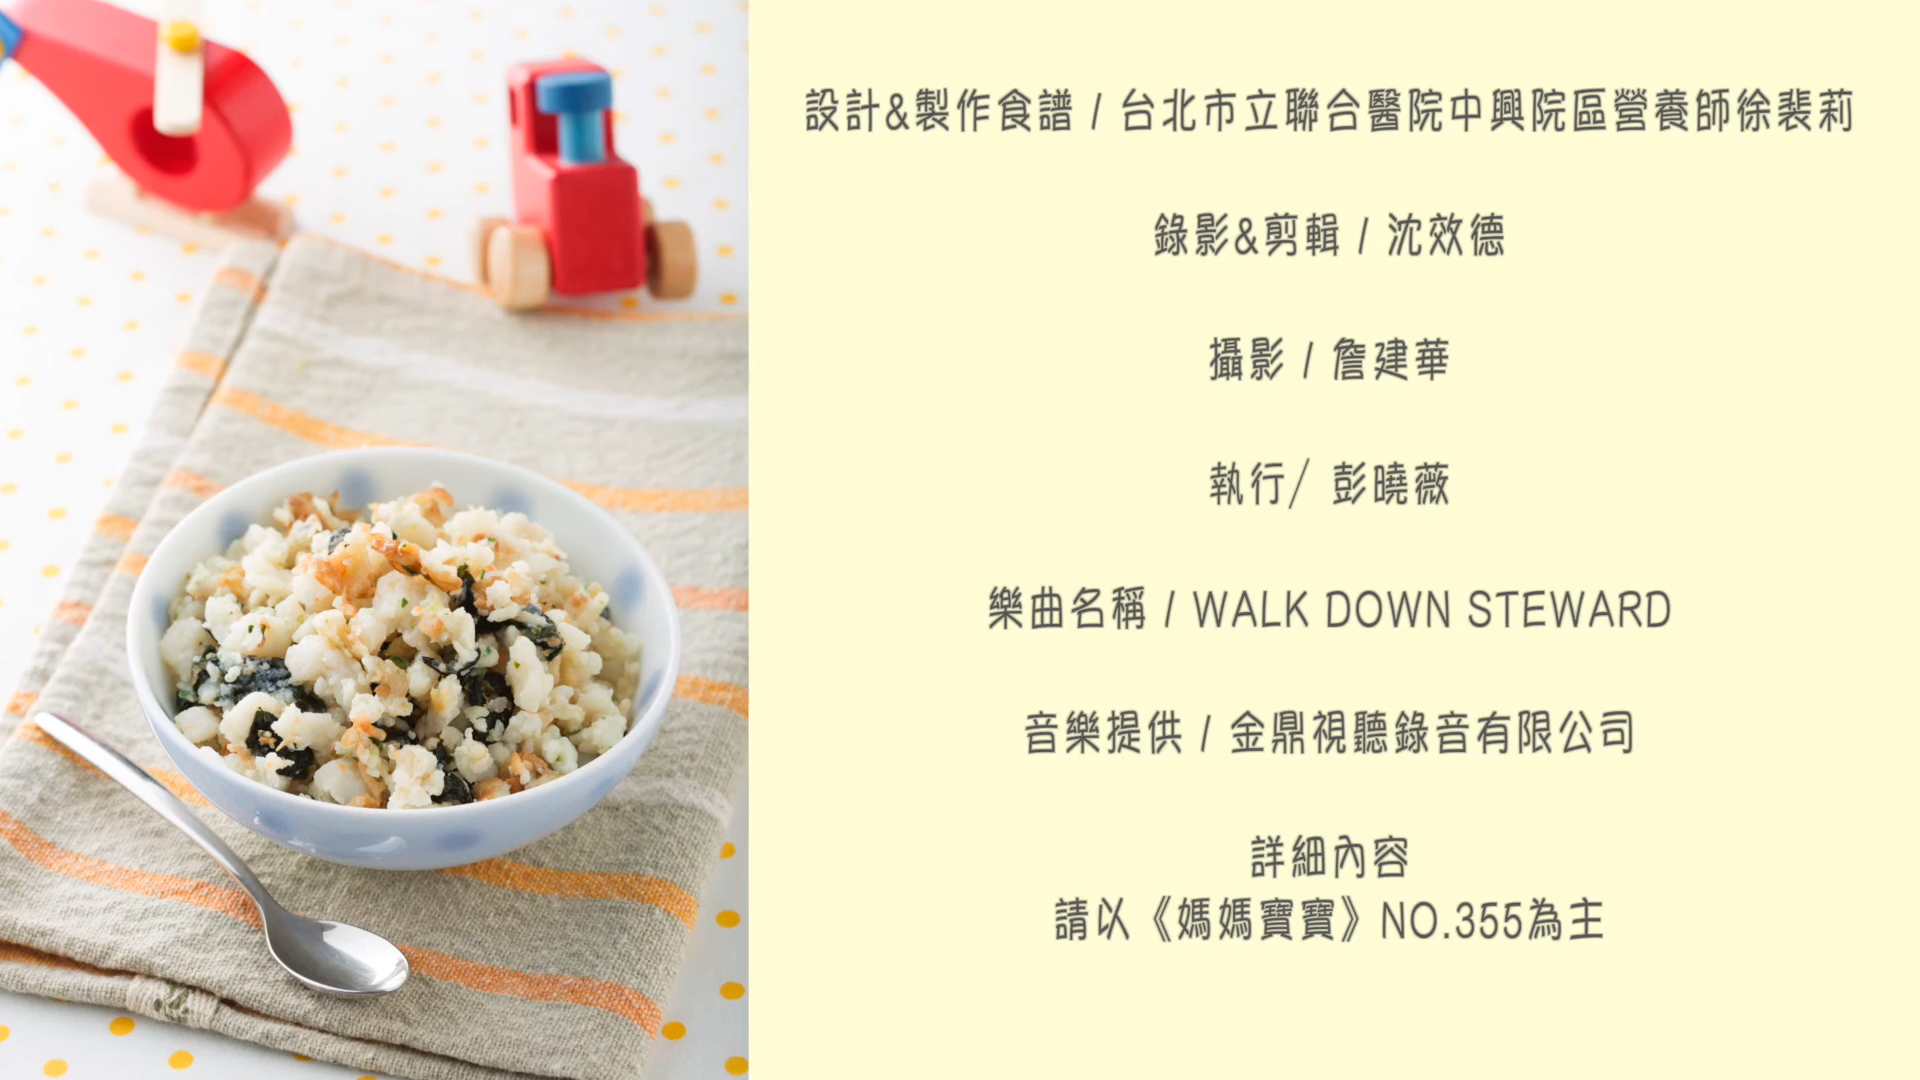 設計&製作食譜 / 台北市立聯合醫院中興院區營養師徐裴莉
錄影&剪輯 / 沈效德
攝影 / 詹建華
執行/ 彭曉薇
樂曲名稱 / WALK DOWN STEWARD
音樂提供 / 金鼎視聽錄音有限公司
詳細內容
請以《媽媽寶寶》NO.355為主